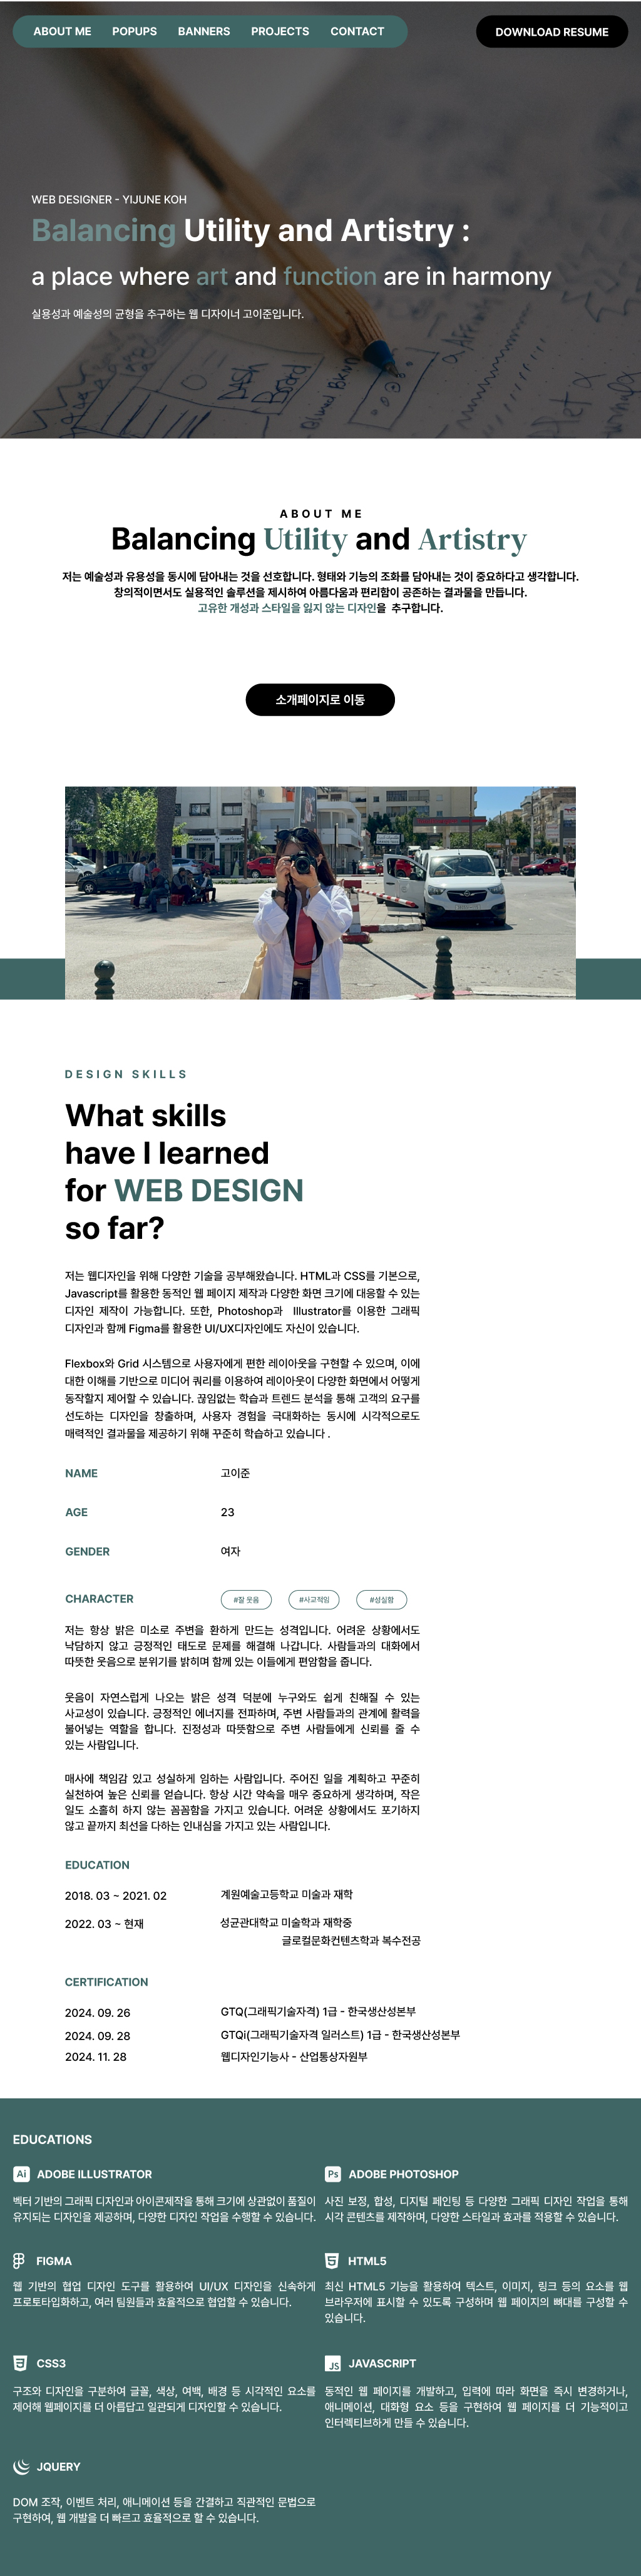 ABOUT ME POPUPS BANNERS PROJECTS CONTACT DOWNLOAD RESUME
WEB DESIGNER - YIJUNE KOH
Balancing Utility and Artistry :
a place where art and function are in harmony
실용성과 예술성의 균형을 추구하는 웹 디자이너 고이준입니다.
ABOUT ME
Balancing Utility and Artistry
저는 예술성과 유용성을 동시에 담아내는 것을 선호합니다. 형태와 기능의 조화를 담아내는 것이 중요하다고 생각합니다.
창의적이면서도 실용적인 솔루션을 제시하여 아름다움과 편리함이 공존하는 결과물을 만듭니다.
고유한 개성과 스타일을 잃지 않는 디자인을 추구합니다.
소개페이지로 이동
DESIGN SKILLS
What skills
have I learned
for WEB DESIGN
so far?
저는 웹디자인을 위해 다양한 기술을 공부해왔습니다. HTML과 CSS를 기본으로,
Javascript를 활용한 동적인 웹 페이지 제작과 다양한 화면 크기에 대응할 수 있는
디자인 제작이 가능합니다. 또한, Photoshop과 Illustrator를 이용한 그래픽
디자인과 함께 Figma를 활용한 UI/UX디자인에도 자신이 있습니다.
Flexbox와 Grid 시스템으로 사용자에게 편한 레이아웃을 구현할 수 있으며, 이에
대한 이해를 기반으로 미디어 쿼리를 이용하여 레이아웃이 다양한 화면에서 어떻게
동작할지 제어할 수 있습니다. 끊임없는 학습과 트렌드 분석을 통해 고객의 요구를
선도하는 디자인을 창출하며, 사용자 경험을 극대화하는 동시에 시각적으로도
매력적인 결과물을 제공하기 위해 꾸준히 학습하고 있습니다 .
NAME 고이준
AGE 23
GENDER 여자
CHARACTER #잘 웃음 #사교적임 #성실함
저는 항상 밝은 미소로 주변을 환하게 만드는 성격입니다. 어려운 상황에서도
낙담하지 않고 긍정적인 태도로 문제를 해결해 나갑니다. 사람들과의 대화에서
따뜻한 웃음으로 분위기를 밝히며 함께 있는 이들에게 편암함을 줍니다.
웃음이 자연스럽게 나오는 밝은 성격 덕분에 누구와도 쉽게 친해질 수 있는
사교성이 있습니다. 긍정적인 에너지를 전파하며, 주변 사람들과의 관계에 활력을
불어넣는 역할을 합니다. 진정성과 따뜻함으로 주변 사람들에게 신뢰를 줄 수
있는 사람입니다.
매사에 책임감 있고 성실하게 임하는 사람입니다. 주어진 일을 계획하고 꾸준히
실천하여 높은 신뢰를 얻습니다. 항상 시간 약속을 매우 중요하게 생각하며, 작은
일도 소홀히 하지 않는 꼼꼼함을 가지고 있습니다. 어려운 상황에서도 포기하지
않고 끝까지 최선을 다하는 인내심을 가지고 있는 사람입니다.
EDUCATION
2018. 03 ~ 2021. 02 계원예술고등학교 미술과 재학
2022. 03 ~ 현재 성균관대학교 미술학과 재학중
글로컬문화컨텐츠학과 복수전공
CERTIFICATION
2024. 09. 26 GTQ(그래픽기술자격) 1급 - 한국생산성본부
2024. 09. 28 GTQi(그래픽기술자격 일러스트) 1급 - 한국생산성본부
2024. 11. 28 웹디자인기능사 - 산업통상자원부
EDUCATIONS
Ai ADOBE ILLUSTRATOR
벡터 기반의 그래픽 디자인과 아이콘제작을 통해 크기에 상관없이 품질이
유지되는 디자인을 제공하며, 다양한 디자인 작업을 수행할 수 있습니다.
Ps ADOBE PHOTOSHOP
사진 보정, 합성, 디지털 페인팅 등 다양한 그래픽 디자인 작업을 통해
시각 콘텐츠를 제작하며, 다양한 스타일과 효과를 적용할 수 있습니다.
FIGMA
웹 기반의 협업 디자인 도구를 활용하여 UI/UX 디자인을 신속하게
프로토타입화하고, 여러 팀원들과 효율적으로 협업할 수 있습니다.
HTML5
최신 HTML5 기능을 활용하여 텍스트, 이미지, 링크 등의 요소를 웹
브라우저에 표시할 수 있도록 구성하며 웹 페이지의 뼈대를 구성할 수
있습니다.
CSS3
구조와 디자인을 구분하여 글꼴, 색상, 여백, 배경 등 시각적인 요소를
제어해 웹페이지를 더 아릅답고 일관되게 디자인할 수 있습니다.
JS JAVASCRIPT
동적인 웹 페이지를 개발하고, 입력에 따라 화면을 즉시 변경하거나,
애니메이션, 대화형 요소 등을 구현하여 웹 페이지를 더 기능적이고
인터렉티브하게 만들 수 있습니다.
JQUERY
DOM 조작, 이벤트 처리, 애니메이션 등을 간결하고 직관적인 문법으로
구현하여, 웹 개발을 더 빠르고 효율적으로 할 수 있습니다.